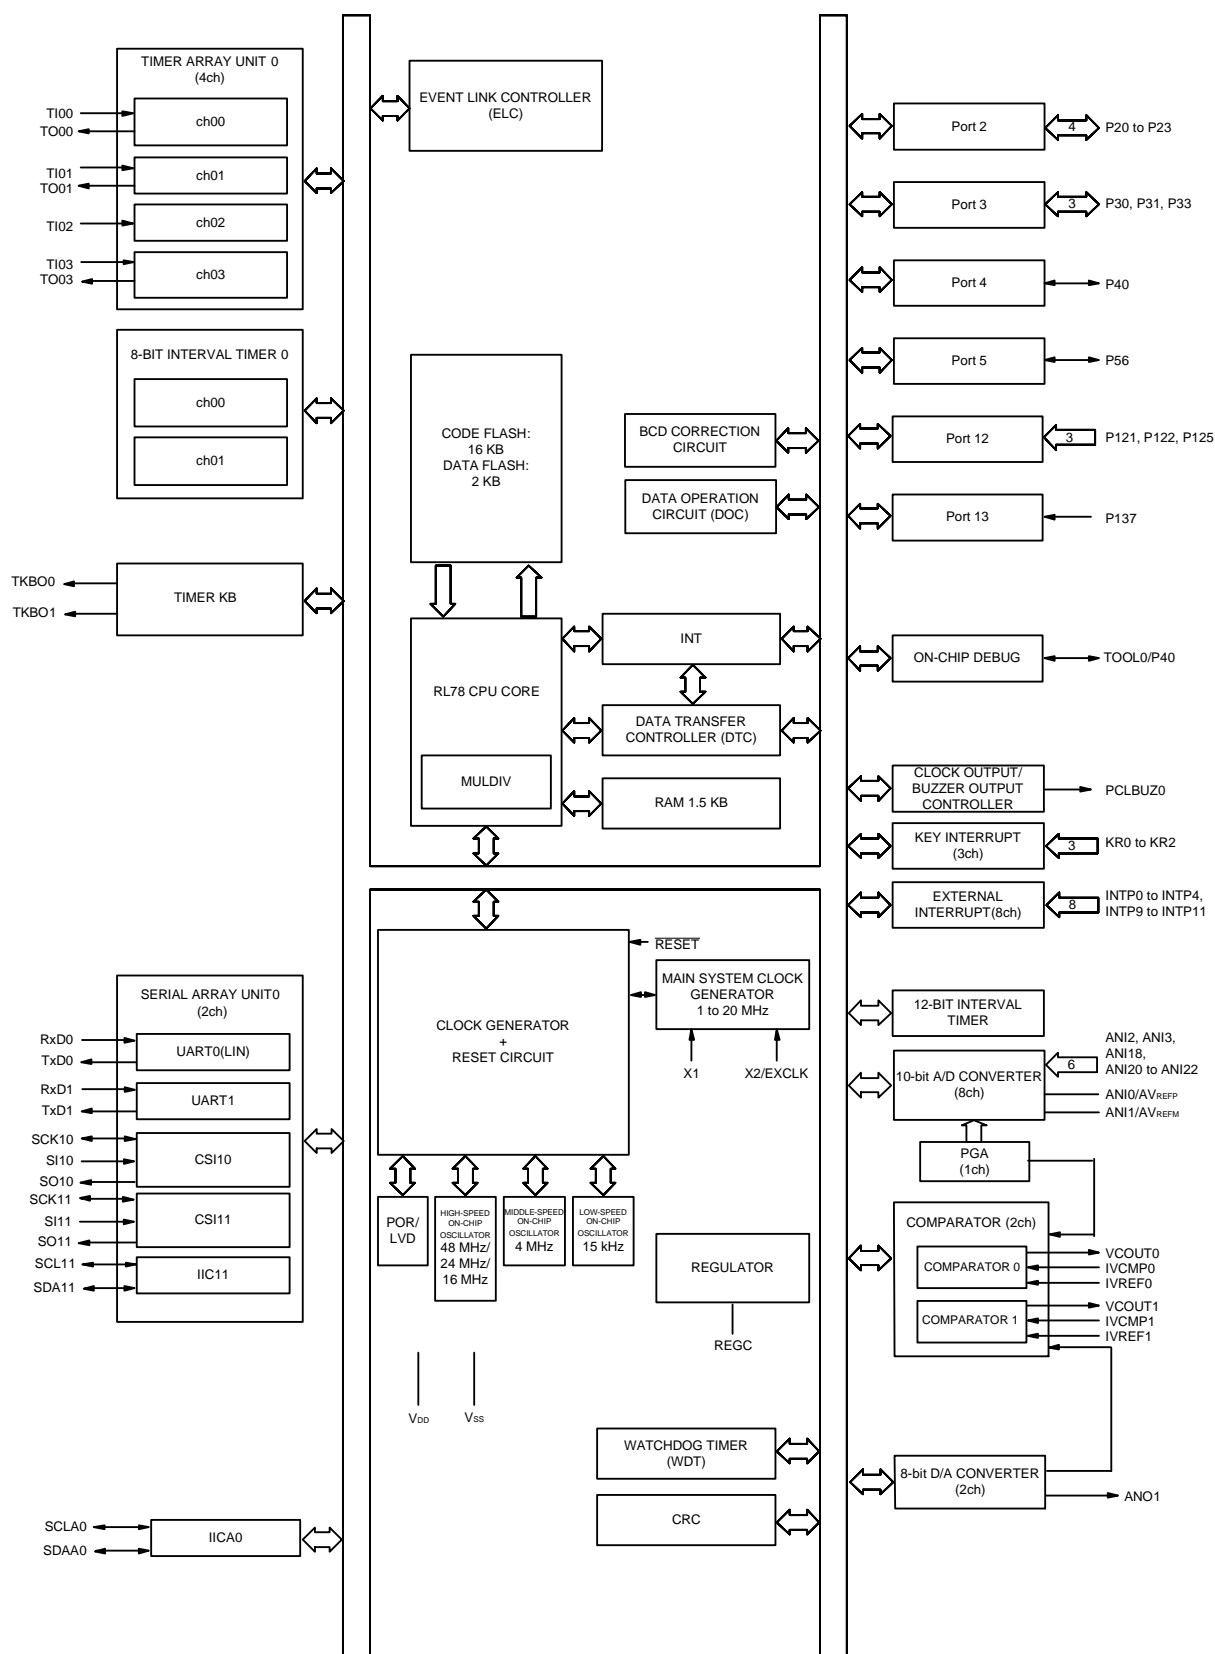 TIMER ARRAY UNIT 0
(4ch)
TI00
TO00
ch00
TI01
TO01
ch01
TI02
ch02
TI03
TO03
ch03
8-BIT INTERVAL TIMER 0
ch00
ch01
TKBO0
TKBO1
TIMER KB
SERIAL ARRAY UNIT0
(2ch)
RxD0
TxD0
UART0(LIN)
RxD1
TxD1
UART1
SCK10
SI10
SO10
CSI10
SCK11
SI11
SO11
CSI11
SCL11
SDA11
IIC11
SCLA0
SDAA0
IICA0
EVENT LINK CONTROLLER
(ELC)
CODE FLASH:
16 KB
DATA FLASH:
2 KB
BCD CORRECTION
CIRCUIT
DATA OPERATION
CIRCUIT (DOC)
RL78 CPU CORE
MULDIV
INT
DATA TRANSFER
CONTROLLER (DTC)
RAM 1.5 KB
CLOCK GENERATOR
+
RESET CIRCUIT
RESET
MAIN SYSTEM CLOCK
GENERATOR
1 to 20 MHz
X1
X2/EXCLK
POR/
LVD
HIGH-SPEED
ON-CHIP
OSCILLATOR
48 MHz/
24 MHz/
16 MHz
MIDDLE-SPEED
ON-CHIP
OSCILLATOR
4 MHz
LOW-SPEED
ON-CHIP
OSCILLATOR
15 kHz
REGULATOR
REGC
VDD
VSS
WATCHDOG TIMER
(WDT)
CRC
Port 2
4
P20 to P23
Port 3
3
P30, P31, P33
Port 4
P40
Port 5
P56
Port 12
3
P121, P122, P125
Port 13
P137
ON-CHIP DEBUG
TOOL0/P40
CLOCK OUTPUT/
BUZZER OUTPUT
CONTROLLER
PCLBUZ0
KEY INTERRUPT
(3ch)
3
KR0 to KR2
EXTERNAL
INTERRUPT(8ch)
8
INTP0 to INTP4,
INTP9 to INTP11
12-BIT INTERVAL
TIMER
10-bit A/D CONVERTER
(8ch)
6
ANI2, ANI3,
ANI18,
ANI20 to ANI22
ANI0/AVREFP
ANI1/AVREFM
PGA
(1ch)
COMPARATOR (2ch)
COMPARATOR 0
VCOUT0
IVCMP0
IVREF0
COMPARATOR 1
VCOUT1
IVCMP1
IVREF1
8-bit D/A CONVERTER
(2ch)
ANO1